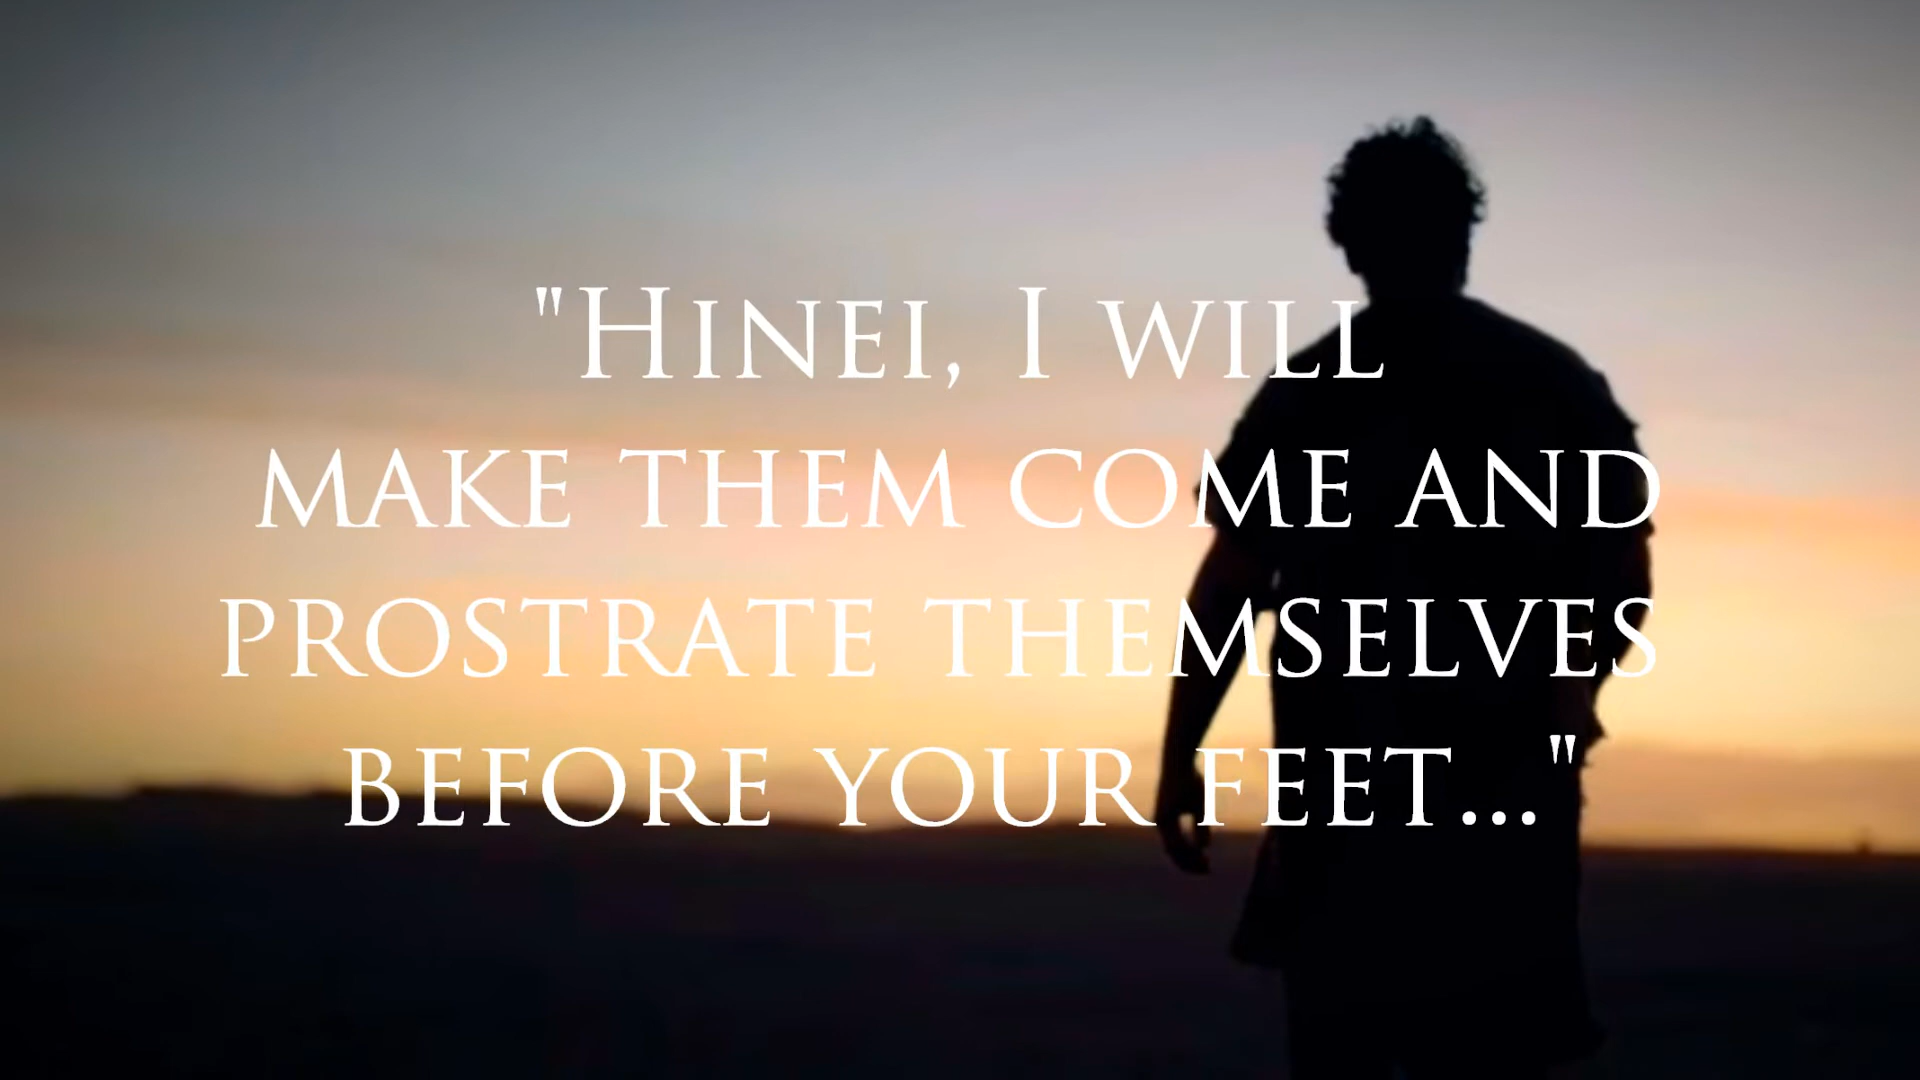 "Hinei, I will
make them come and
prostrate themselves
before your feet..."